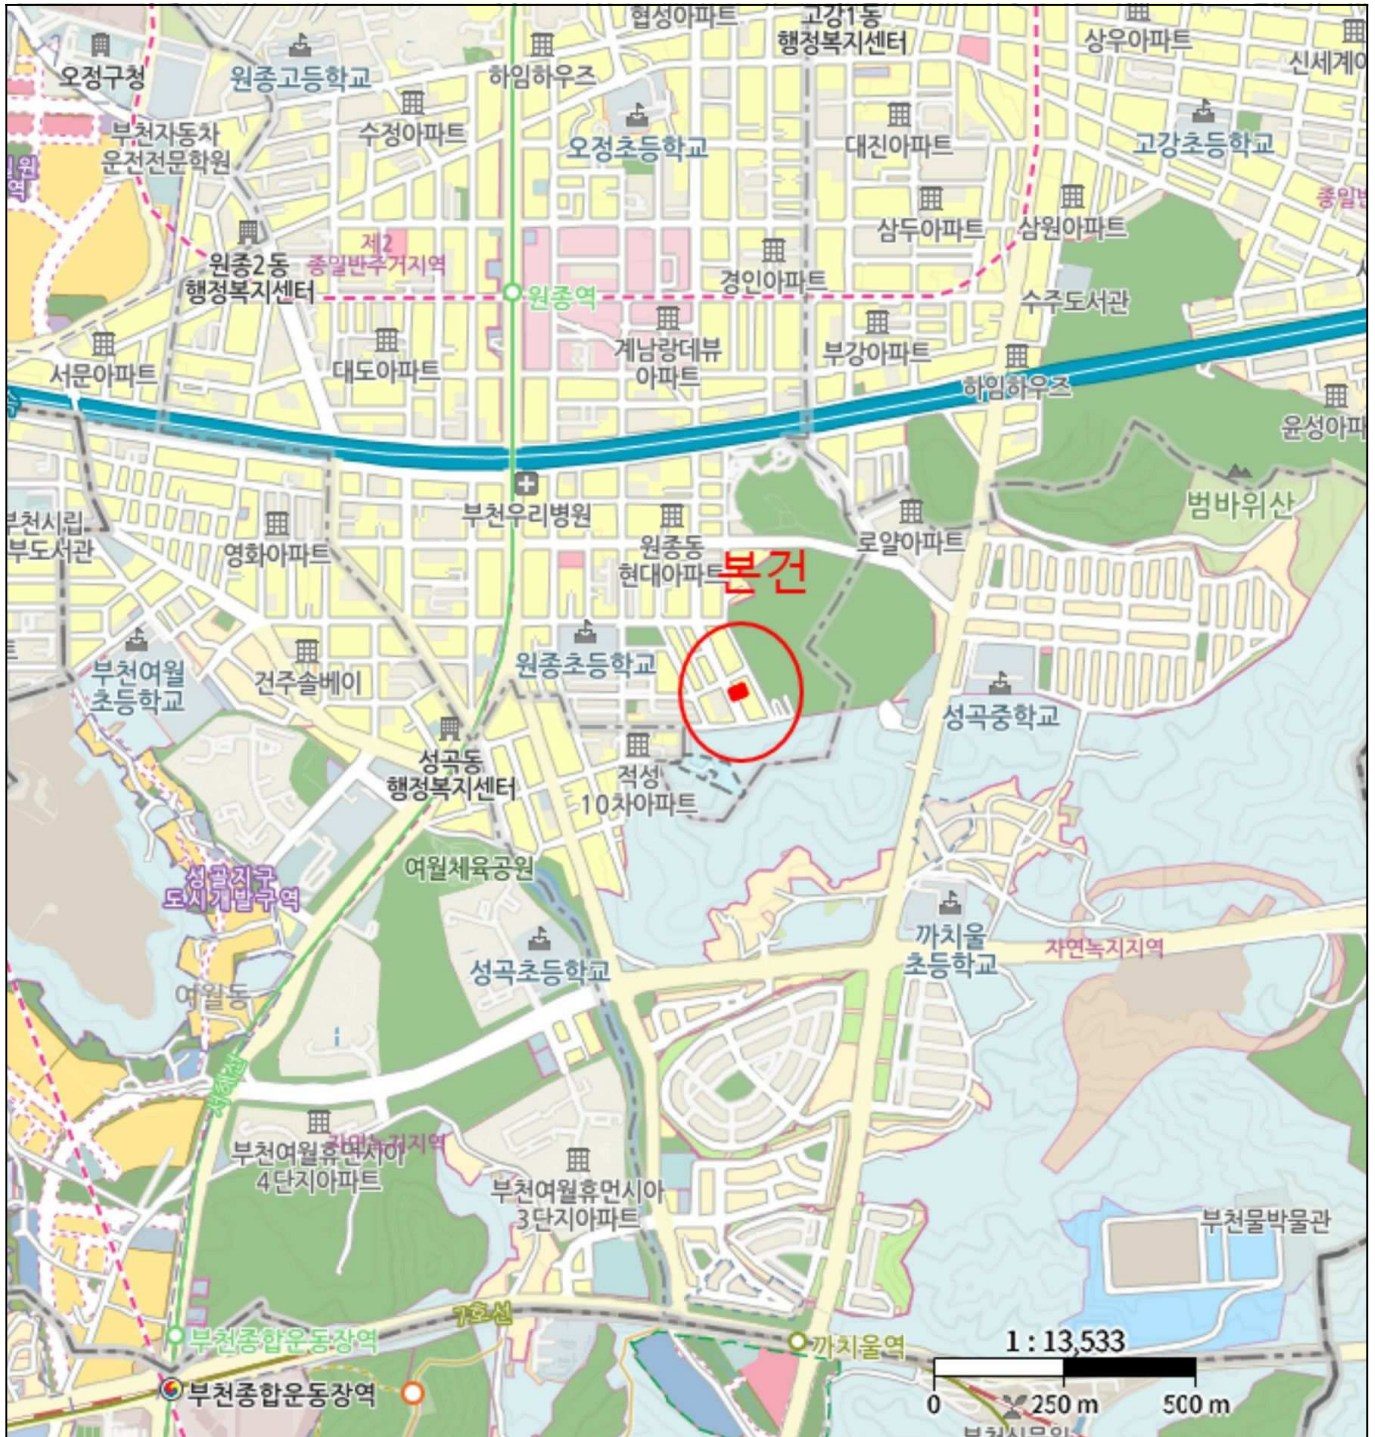 협성아파트
고강1동
행정복지센터
상우아파트
오정구청
원종고등학교
하임하우즈
신세계
수정아파트
부천자동차
운전전문학원
오정초등학교
대진아파트
고강초등학교
삼두아파트
삼원아파트
종일반
제2
종일반주거지역
원종2동
행정복지센터
경인아파트
원종역
수주도서관
계남랑데뷰
아파트
부강아파트
서문아파트
대도아파트
하임하우즈
윤성아파
부천우리병원
범바위산
부천시립
부도서관
영화아파트
원종동
현대아파트
로얄아파트
본건
원종초등학교
부천여월
초등학교
건주솔베이
성곡중학교
성곡동
행정복지센터
적성
10차아파트
여월체육공원
성골지구
도시개발구역
까치울
초등학교
자연녹지지역
성곡초등학교
여월동
서해선
자연녹지지역
부천여월휴먼시아
4단지아파트
부천여월휴먼시아
3단지아파트
부천물박물관
7호선
부천종합운동장역
까치울역
1 : 13,533
부천종합운동장역
0 250 m 500 m